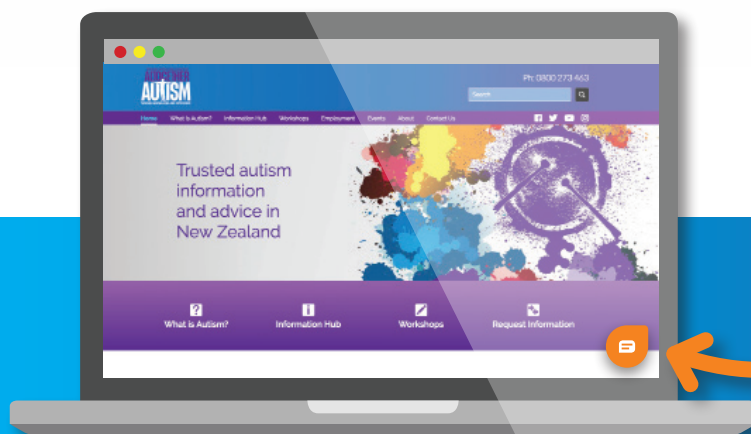 ALTOGETHER
AUTISM
Ph: 0800 273 463
Search
Home What is Autism? Information Hub Workshops Employment Events About Contact Us
Trusted autism
information
and advice in
New Zealand
What is Autism? Information Hub Workshops Request Information